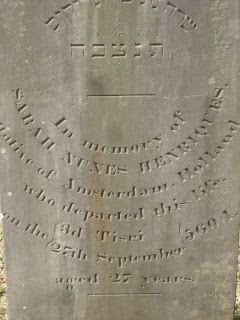 תנצבה
In memory of
SARAH NUNES HENRIQUES.
Native of Amsterdam, Holland
who departed this life.
on the { 3d Tisri } 5604.
27th September
aged 27 years.